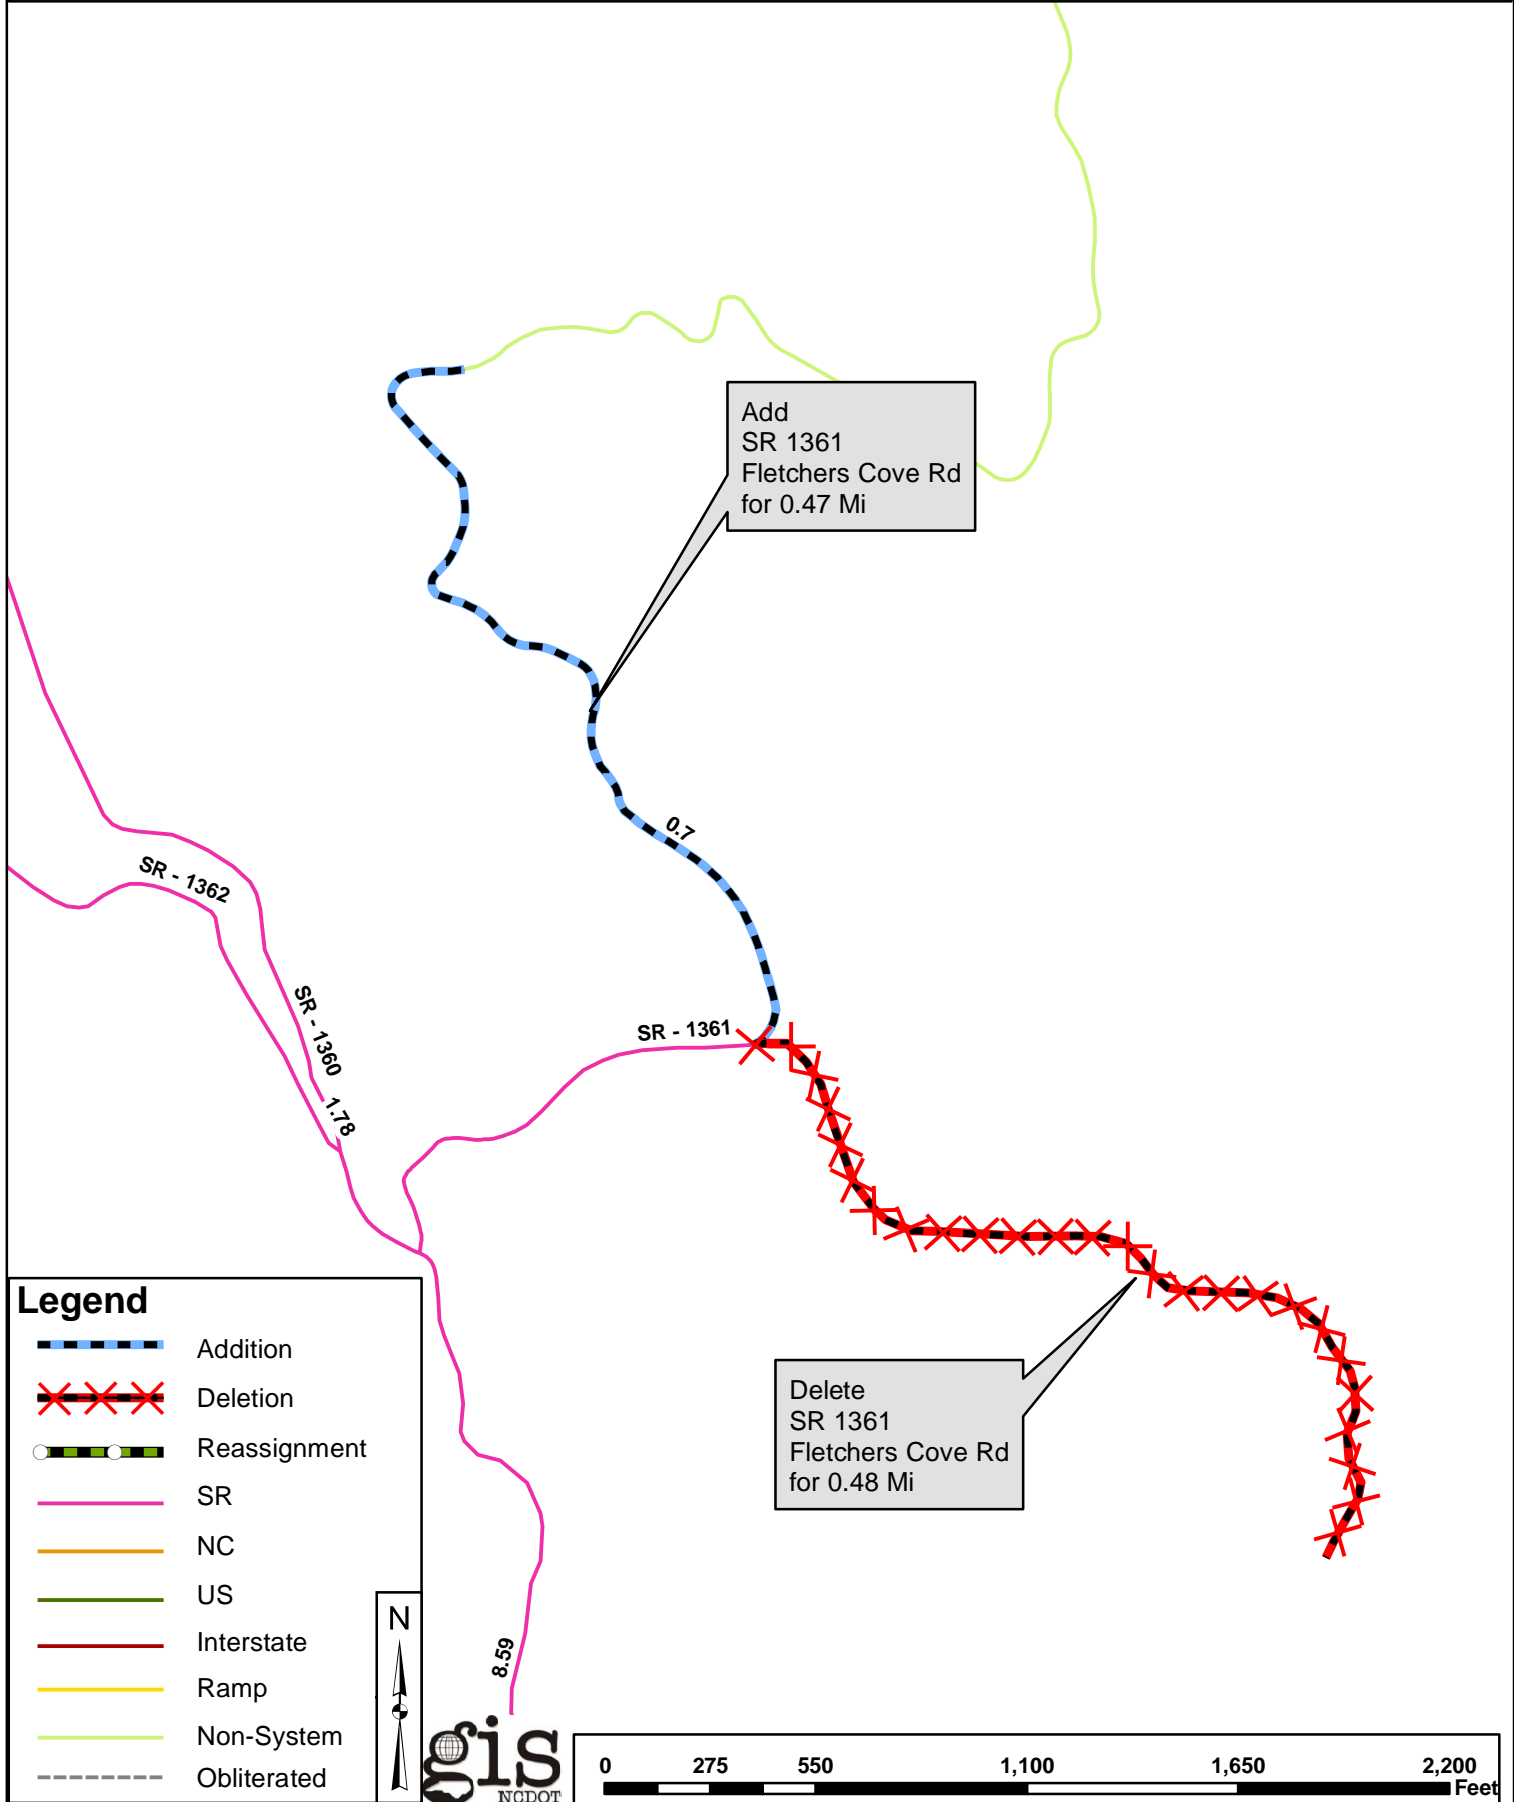 Add
SR 1361
Fletchers Cove Rd
for 0.47 Mi
0.7
SR - 1362
SR - 1360
1.78
SR - 1361
Delete
SR 1361
Fletchers Cove Rd
for 0.48 Mi
8.59
Legend
Addition
Deletion
Reassignment
SR
NC
US
Interstate
Ramp
Non-System
Obliterated
N
gis
NCDOT
0 275 550 1,100 1,650 2,200
Feet